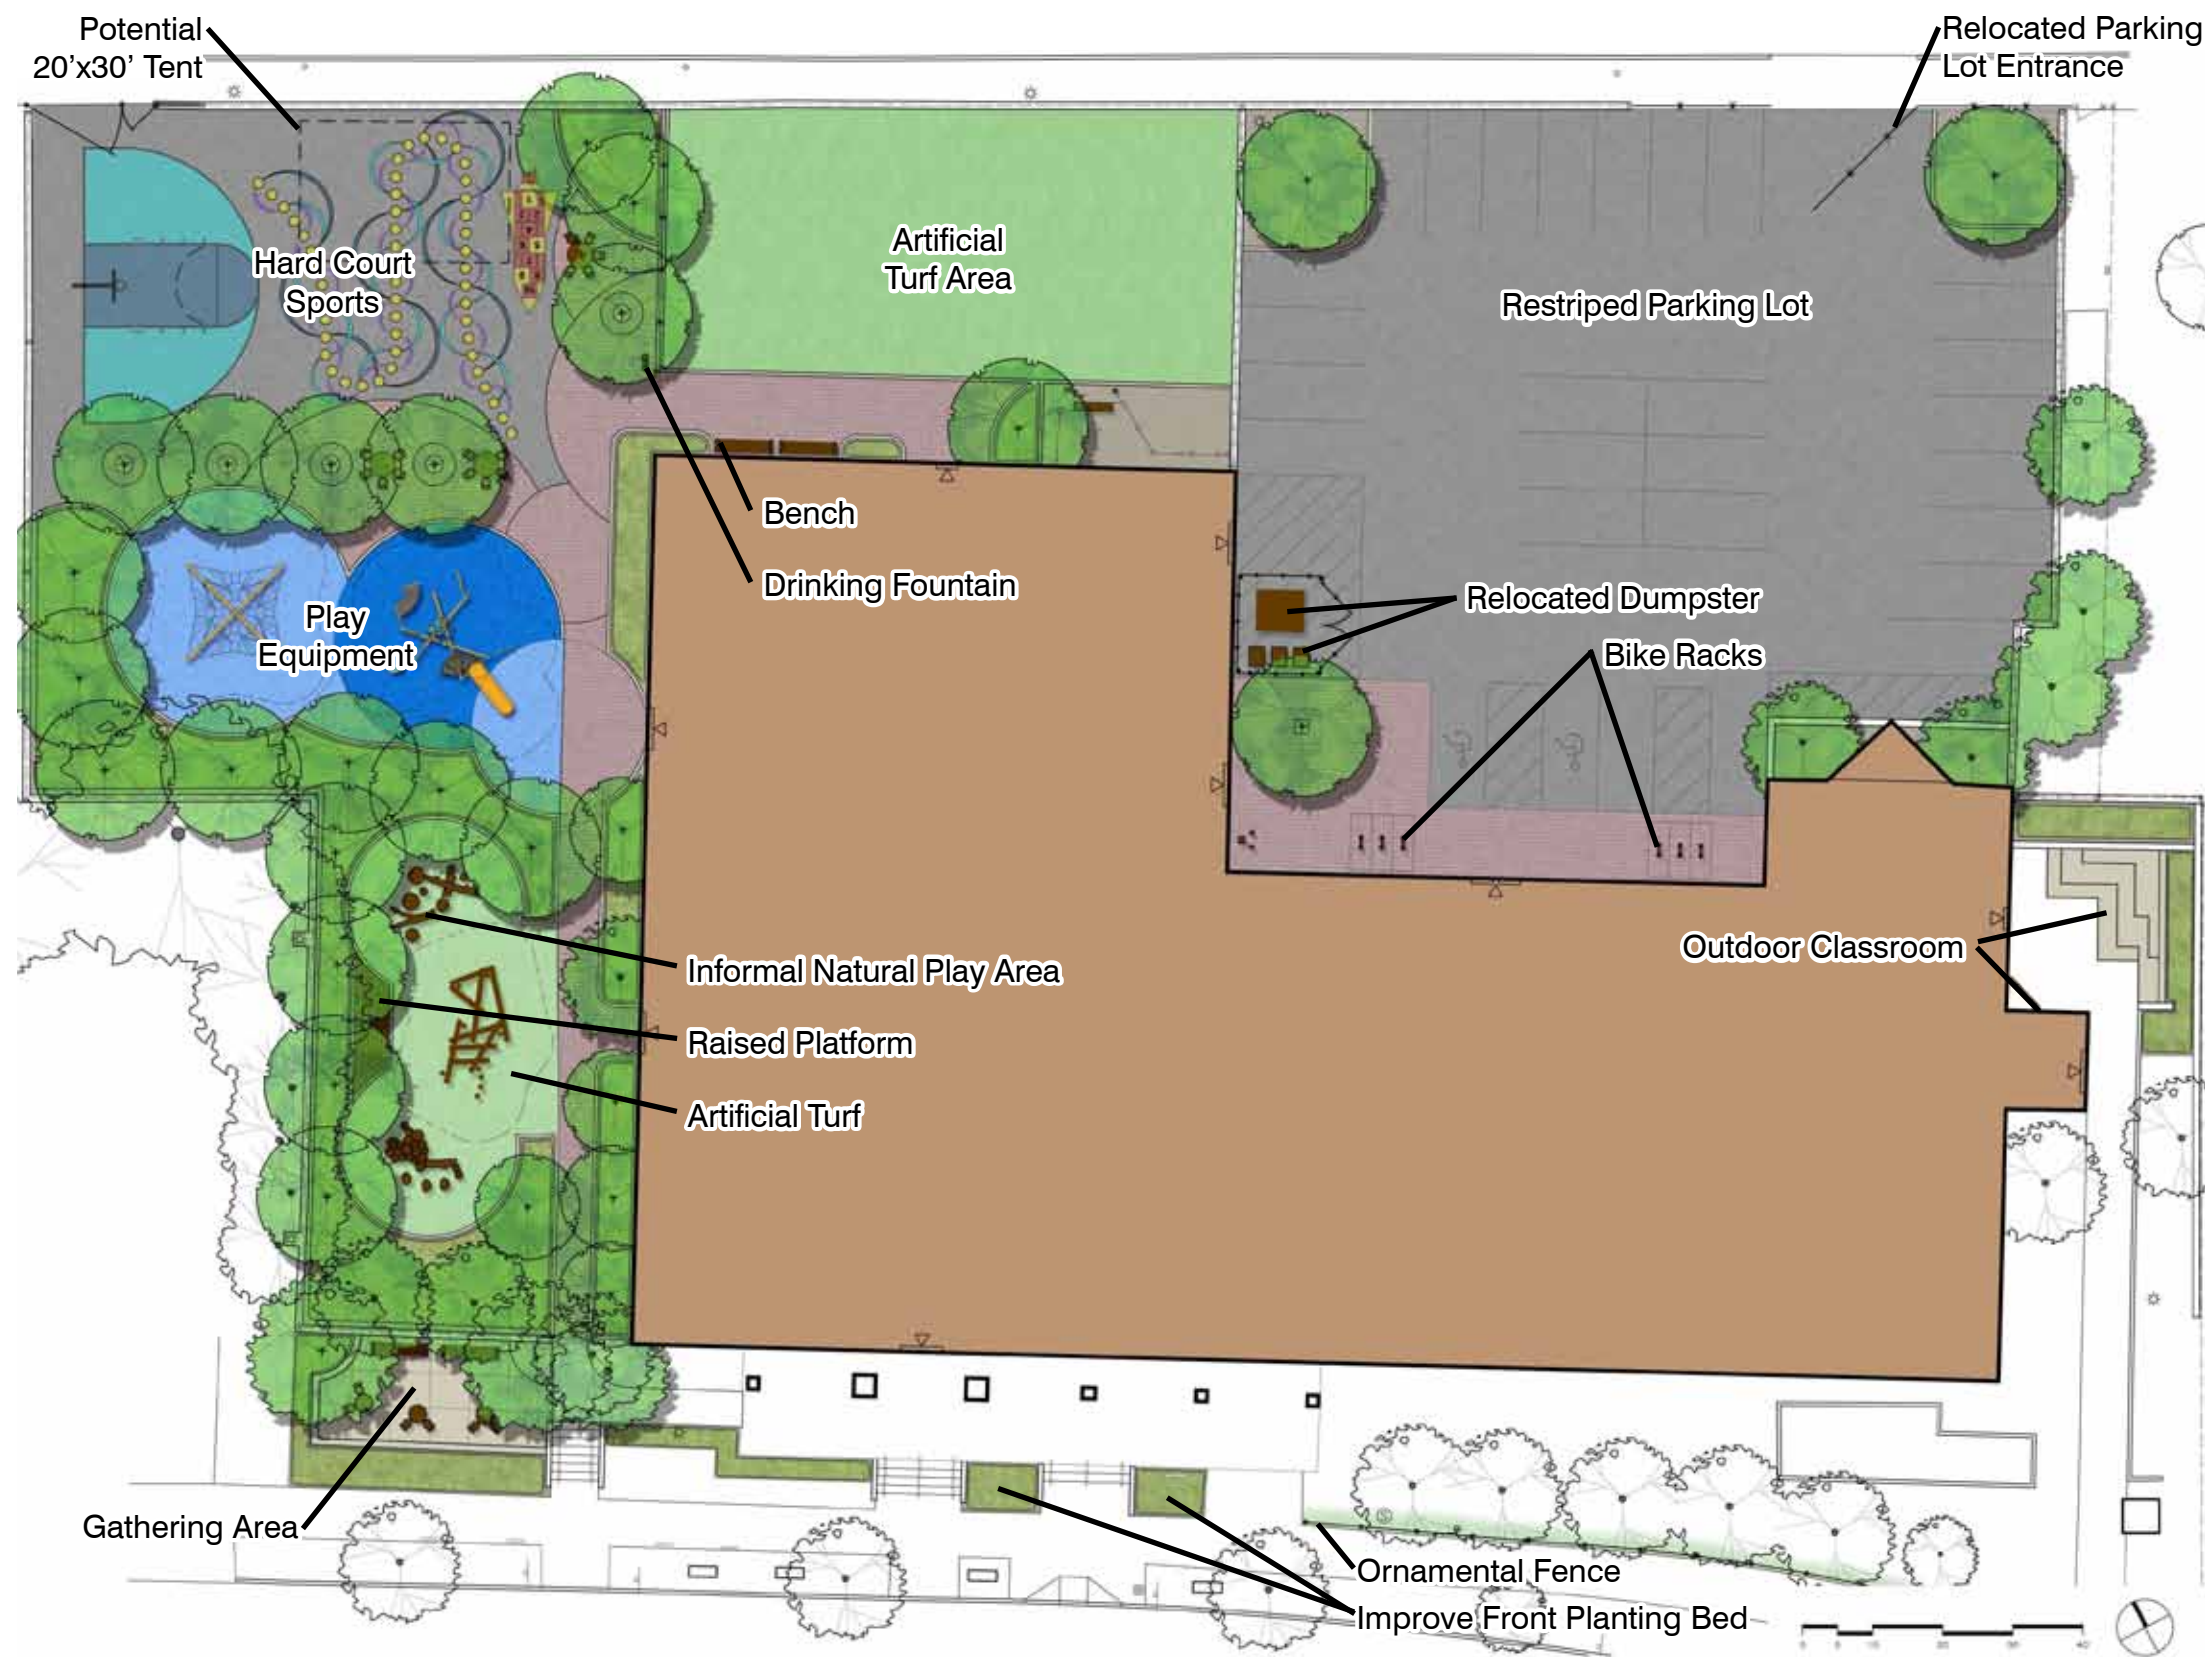 Potential
20’x30’ Tent
Relocated Parking
Lot Entrance
Hard Court
Sports
Artificial
Turf Area
Restriped Parking Lot
Bench
Drinking Fountain
Play
Equipment
Relocated Dumpster
Bike Racks
Outdoor Classroom
Informal Natural Play Area
Raised Platform
Artificial Turf
Gathering Area
Ornamental Fence
Improve Front Planting Bed